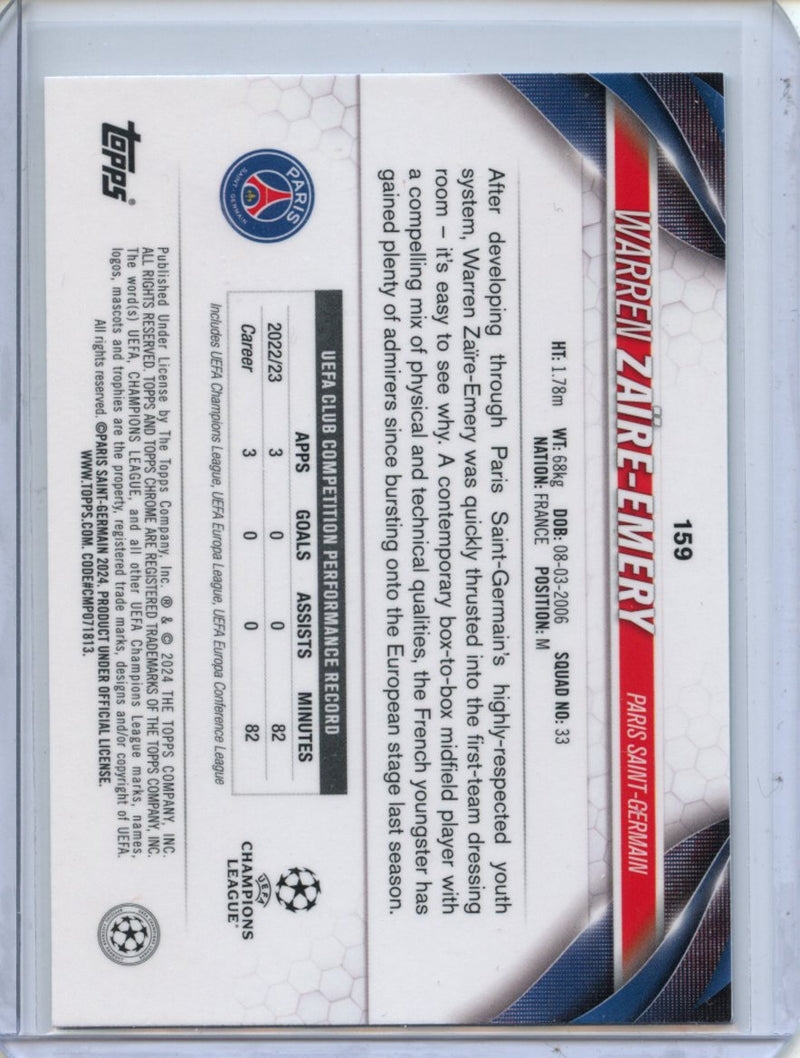 159
WARREN ZAÏRE-EMERY
PARIS SAINT-GERMAIN
HT: 1.78m WT: 68kg DOB: 08-03-2006 SQUAD NO: 33
NATION: FRANCE POSITION: M
After developing through Paris Saint-Germain's highly-respected youth
system, Warren Zaïre-Emery was quickly thrusted into the first-team dressing
room – it's easy to see why. A contemporary box-to-box midfield player with
a compelling mix of physical and technical qualities, the French youngster has
gained plenty of admirers since bursting onto the European stage last season.
PARIS
SAINT-GERMAIN
UEFA CLUB COMPETITION PERFORMANCE RECORD
APPS GOALS ASSISTS MINUTES
2022/23 3 0 0 82
Career 3 0 0 82
Includes UEFA Champions League, UEFA Europa League, UEFA Europa Conference League
UEFA
CHAMPIONS
LEAGUE®
topps®
Published Under License by The Topps Company, Inc. ® & © 2024 THE TOPPS COMPANY, INC.
ALL RIGHTS RESERVED. TOPPS AND TOPPS CHROME ARE REGISTERED TRADEMARKS OF THE TOPPS COMPANY, INC.
The word(s) UEFA, CHAMPIONS LEAGUE, and all other UEFA Champions League marks, names,
logos, mascots and trophies are the property, registered trade marks, designs and/or copyright of UEFA.
All rights reserved. ©PARIS SAINT-GERMAIN 2024. PRODUCT UNDER OFFICIAL LICENSE.
WWW.TOPPS.COM. CODE#CMP071813.